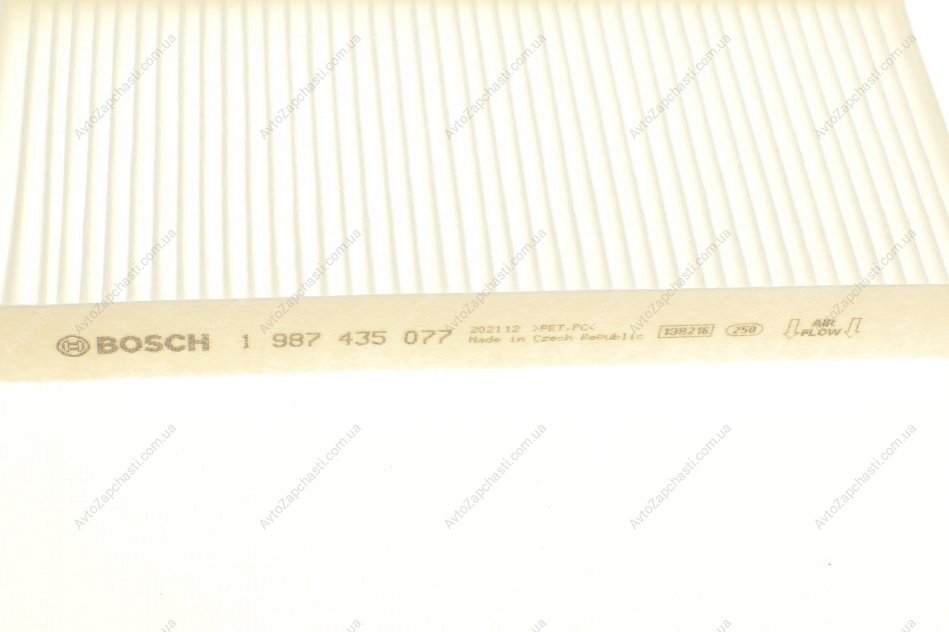 BOSCH 1 987 435 077
202112 >PET.PC<
Made in Czech Republic
138216 250
AIR
FLOW
AvtoZapchasti.com.ua